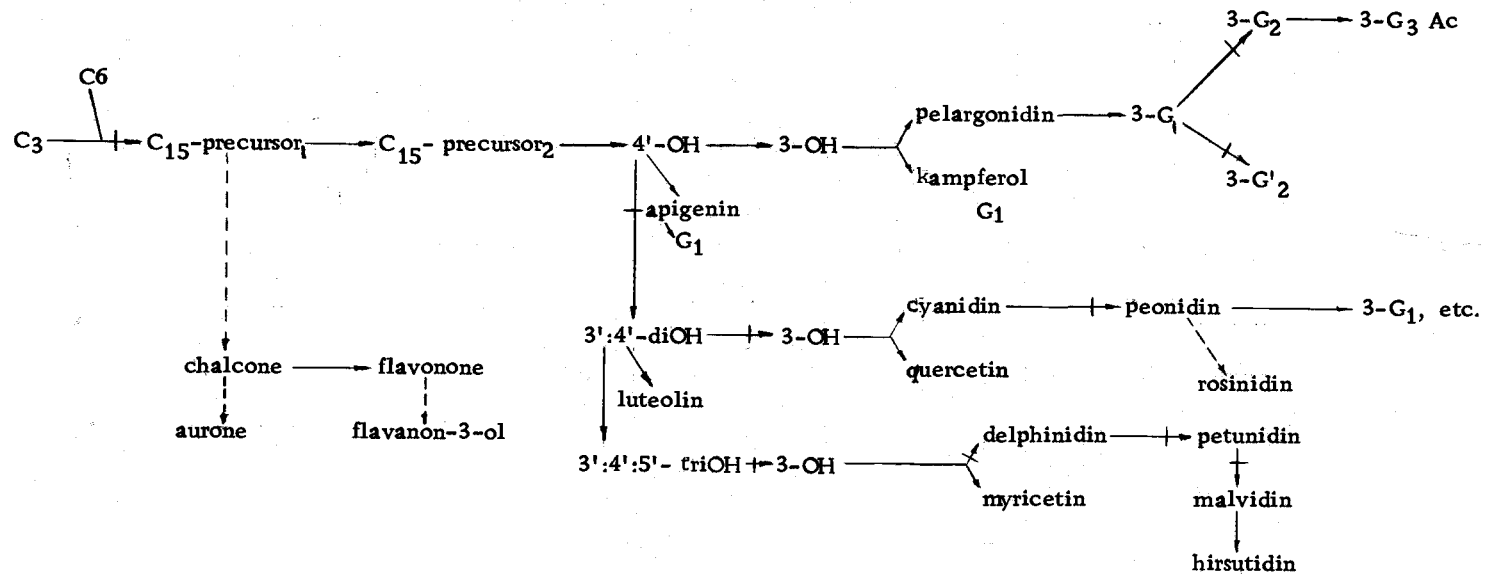 3-G2 3-G3 Ac
C6
pelargonidin 3-G1
C3 C15-precursor1 C15- precursor2 4'-OH 3-OH
kampferol 3-G'2
apigenin G1
G1
cyanidin peonidin 3-G1, etc.
3':4'-diOH 3-OH
chalcone flavonone quercetin
rosinidin
luteolin
aurone flavanon-3-ol delphinidin petunidin
3':4':5'- triOH 3-OH
myricetin malvidin
hirsutidin